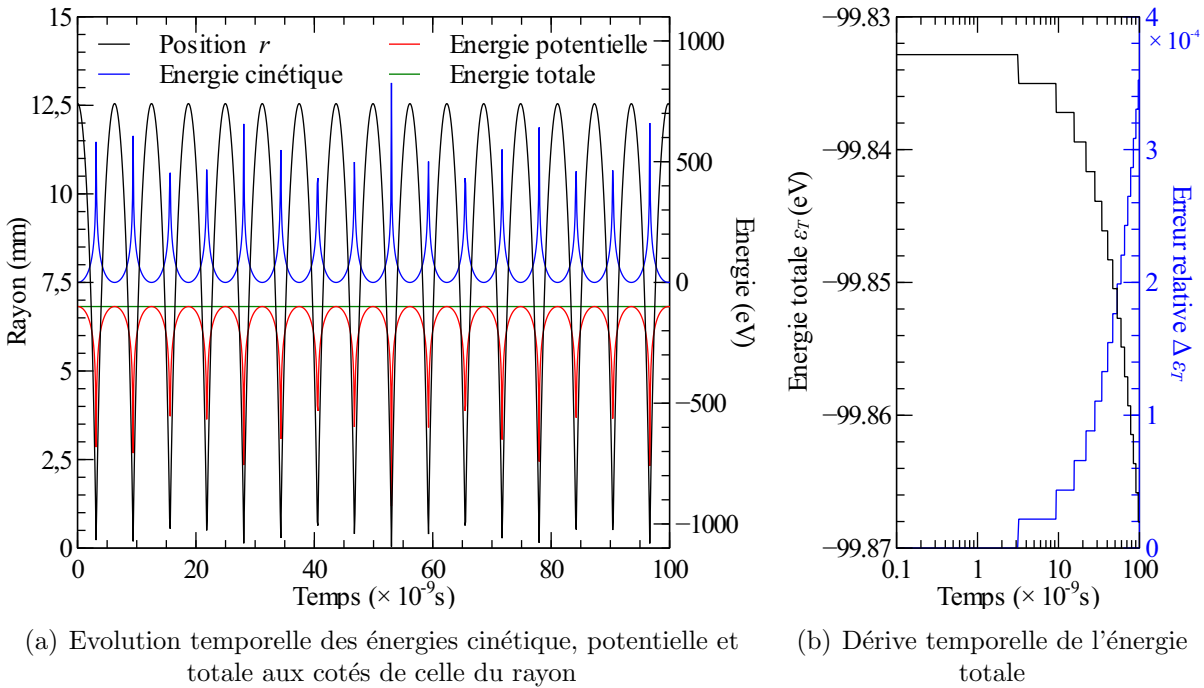 15
12,5
10
7,5
5
2,5
0
Rayon (mm)
Position r
Energie cinétique
Energie potentielle
Energie totale
1000
500
0
−500
−1000
Energie (eV)
0
20
40
60
80
100
Temps (× 10⁻⁹s)
−99.83
−99.84
−99.85
−99.86
−99.87
Energie totale εT (eV)
4
× 10⁻⁴
3
2
1
0
Erreur relative Δ εT
0.1
1
10
100
Temps (× 10⁻⁹s)
(a) Evolution temporelle des énergies cinétique, potentielle et
totale aux cotés de celle du rayon
(b) Dérive temporelle de l'énergie
totale